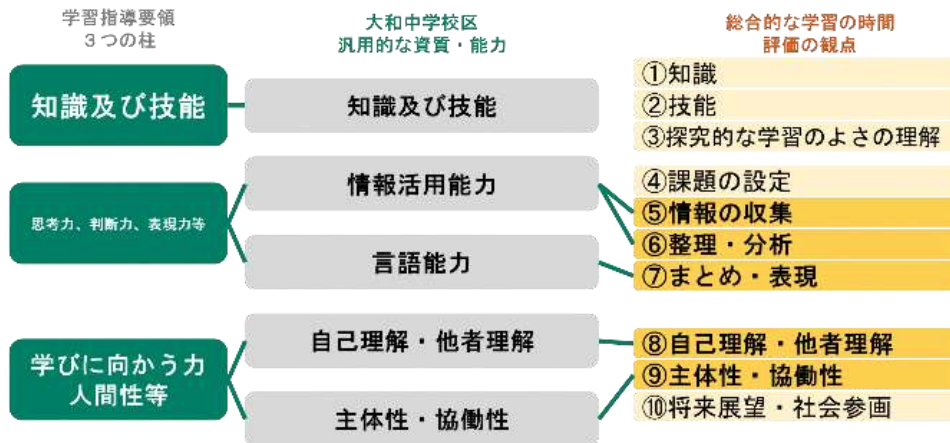 学習指導要領
3つの柱
大和中学校区
汎用的な資質・能力
総合的な学習の時間
評価の観点
知識及び技能
知識及び技能
①知識
②技能
③探究的な学習のよさの理解
思考力、判断力、表現力等
情報活用能力
言語能力
④課題の設定
⑤情報の収集
⑥整理・分析
⑦まとめ・表現
学びに向かう力
人間性等
自己理解・他者理解
主体性・協働性
⑧自己理解・他者理解
⑨主体性・協働性
⑩将来展望・社会参画